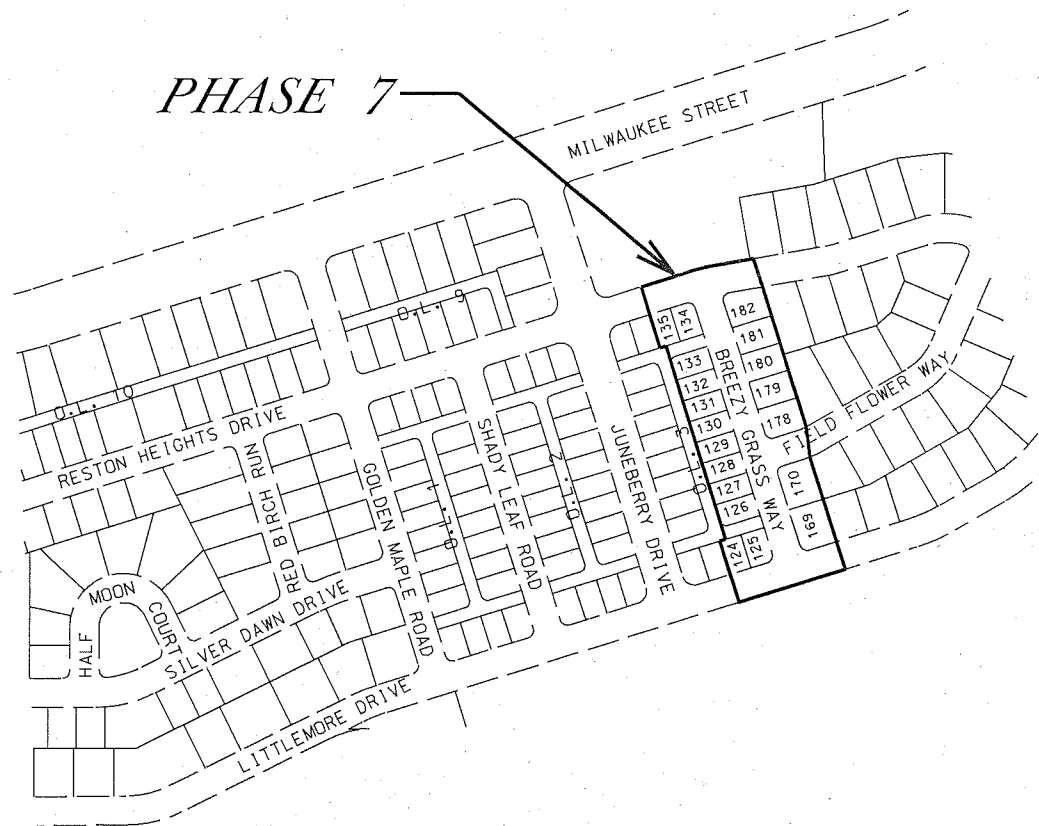 PHASE 7
MILWAUKEE STREET
O.L. 9
O.L. 10
RESTON HEIGHTS DRIVE
RED BIRCH RUN
GOLDEN MAPLE ROAD
O.L. 1
SHADY LEAF ROAD
O.L. 2
JUNEBERRY DRIVE
O.L. 3
BREEZY GRASS WAY
FIELD FLOWER WAY
135
134
133
132
131
130
129
128
127
126
125
124
182
181
180
179
178
170
169
HALF MOON COURT
SILVER DAWN DRIVE
LITTLEMORE DRIVE